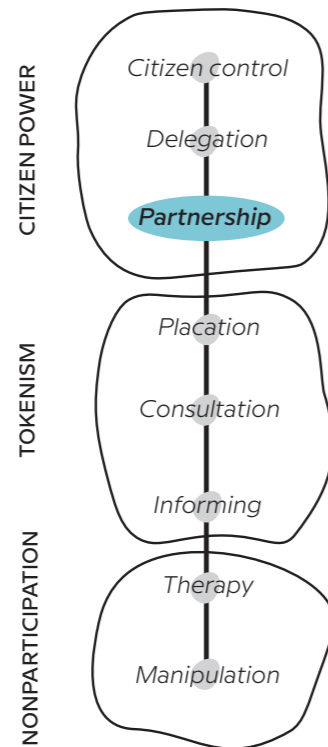 CITIZEN POWER
Citizen control
Delegation
Partnership
TOKENISM
Placation
Consultation
Informing
NONPARTICIPATION
Therapy
Manipulation